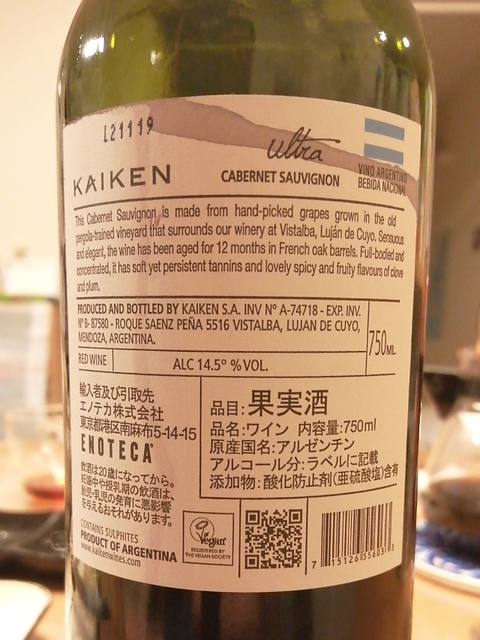 L21119
KAIKEN
ultra
CABERNET SAUVIGNON
VINO ARGENTINO
BEBIDA NACIONAL
This Cabernet Sauvignon is made from hand-picked grapes grown in the old
pergola-trained vineyard that surrounds our winery at Vistalba, Luján de Cuyo. Sensuous
and elegant, the wine has been aged for 12 months in French oak barrels. Full-bodied and
concentrated, it has soft yet persistent tannins and lovely spicy and fruity flavours of clove
and plum.
PRODUCED AND BOTTLED BY KAIKEN S.A. INV Nº A-74718 - EXP. INV.
Nº B- 87580 - ROQUE SAENZ PEÑA 5516 VISTALBA, LUJAN DE CUYO,
MENDOZA, ARGENTINA.
750ML
RED WINE
ALC 14.5º % VOL.
輸入者及び引取先
エノテカ株式会社
東京都港区南麻布5-14-15
ENOTECA
飲酒は20歳になってから。
妊娠中や授乳期の飲酒は、
胎児・乳児の発育に悪影響
を与えるおそれがあります。
CONTAINS SULPHITES
PRODUCT OF ARGENTINA
www.kaikenwines.com
品目:果実酒
品名:ワイン 内容量:750ml
原産国名:アルゼンチン
アルコール分:ラベルに記載
添加物:酸化防止剤(亜硫酸塩)含有
Vegan
REGISTERED BY
THE VEGAN SOCIETY